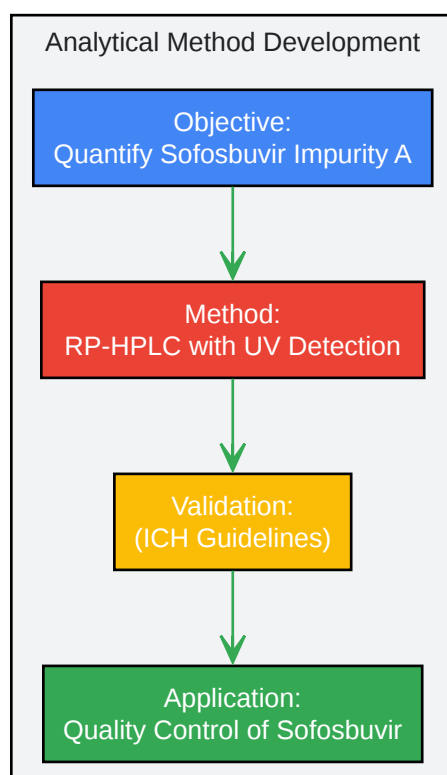 Analytical Method Development
Objective:
Quantify Sofosbuvir Impurity A
Method:
RP-HPLC with UV Detection
Validation:
(ICH Guidelines)
Application:
Quality Control of Sofosbuvir